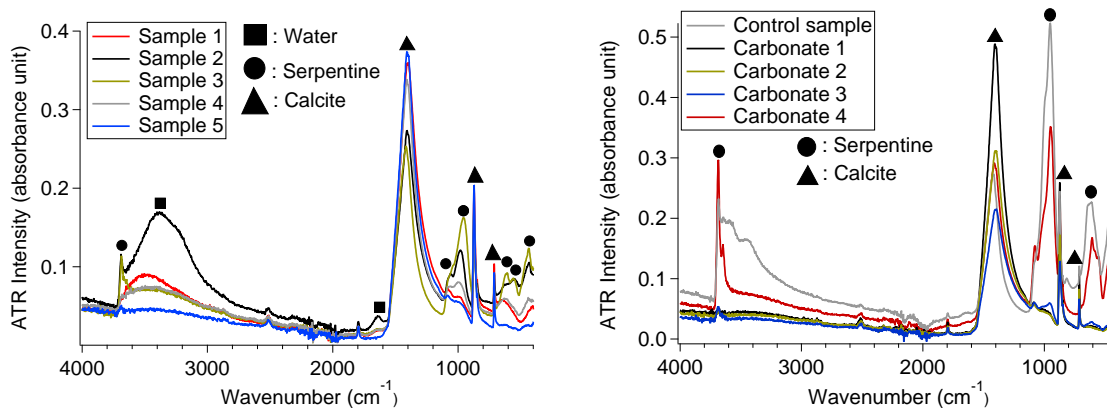 0.4
0.3
0.2
0.1
ATR Intensity (absorbance unit)
4000 3000 2000 1000
Wavenumber (cm⁻¹)
Sample 1
Sample 2
Sample 3
Sample 4
Sample 5
: Water
: Serpentine
: Calcite
0.5
0.4
0.3
0.2
0.1
0.0
ATR Intensity (absorbance unit)
4000 3000 2000 1000
Wavenumber (cm⁻¹)
Control sample
Carbonate 1
Carbonate 2
Carbonate 3
Carbonate 4
: Serpentine
: Calcite